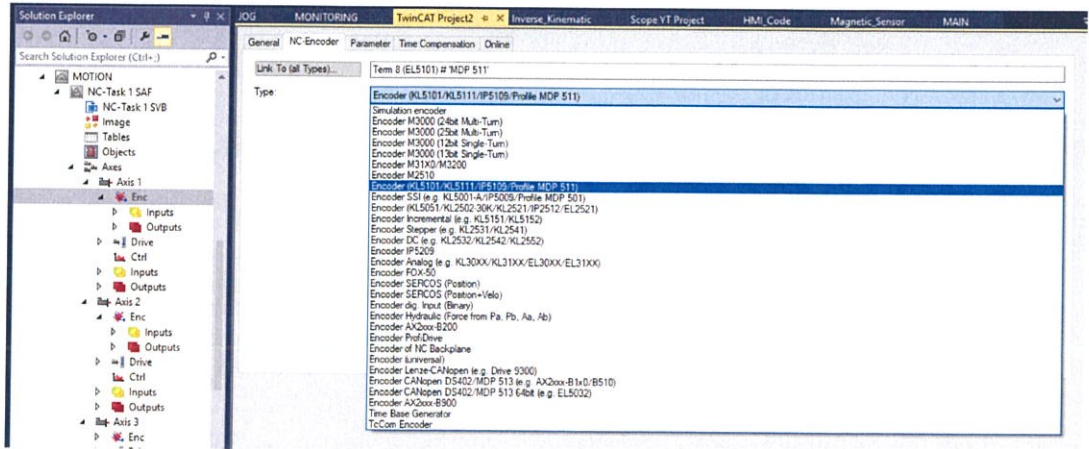 Solution Explorer
Search Solution Explorer (Ctrl+;)
MOTION
NC-Task 1 SAF
NC-Task 1 SVB
Image
Tables
Objects
Axes
Axis 1
Enc
Inputs
Outputs
Drive
Ctrl
Inputs
Outputs
Axis 2
Enc
Inputs
Outputs
Drive
Ctrl
Inputs
Outputs
Axis 3
Enc
JOG MONITORING TwinCAT Project2 Inverse_Kinematic Scope YT Project HMI_Code Magnetic_Sensor MAIN
General NC-Encoder Parameter Time Compensation Online
Link To (all Types)... Term 8 (EL5101) # 'MDP 511'
Type: Encoder (KL5101/KL5111/IP5109/Profile MDP 511)
Simulation encoder
Encoder M3000 (24bit Multi-Turn)
Encoder M3000 (25bit Multi-Turn)
Encoder M3000 (12bit Single-Turn)
Encoder M3000 (13bit Single-Turn)
Encoder M31X0/M3200
Encoder M2510
Encoder (KL5101/KL5111/IP5109/Profile MDP 511)
Encoder SSI (e.g. KL5001-A/IP5009/Profile MDP 501)
Encoder (KL5051/KL2502-30K/KL2521/IP2512/EL2521)
Encoder Incremental (e.g. KL5151/KL5152)
Encoder Stepper (e.g. KL2531/KL2541)
Encoder DC (e.g. KL2532/KL2542/KL2552)
Encoder IP5209
Encoder Analog (e.g. KL30XX/KL31XX/EL30XX/EL31XX)
Encoder FOX-50
Encoder SERCOS (Position)
Encoder SERCOS (Position+Velo)
Encoder dig. Input (Binary)
Encoder Hydraulic (Force from Pa, Pb, Aa, Ab)
Encoder AX2xxx-B200
Encoder ProfiDrive
Encoder of NC Backplane
Encoder (universal)
Encoder Lenze-CANopen (e.g. Drive 9300)
Encoder CANopen DS402/MDP 513 (e.g. AX2xxx-B1x0/B510)
Encoder CANopen DS402/MDP 513 64bit (e.g. EL5032)
Encoder AX2xxx-B900
Time Base Generator
TcCom Encoder